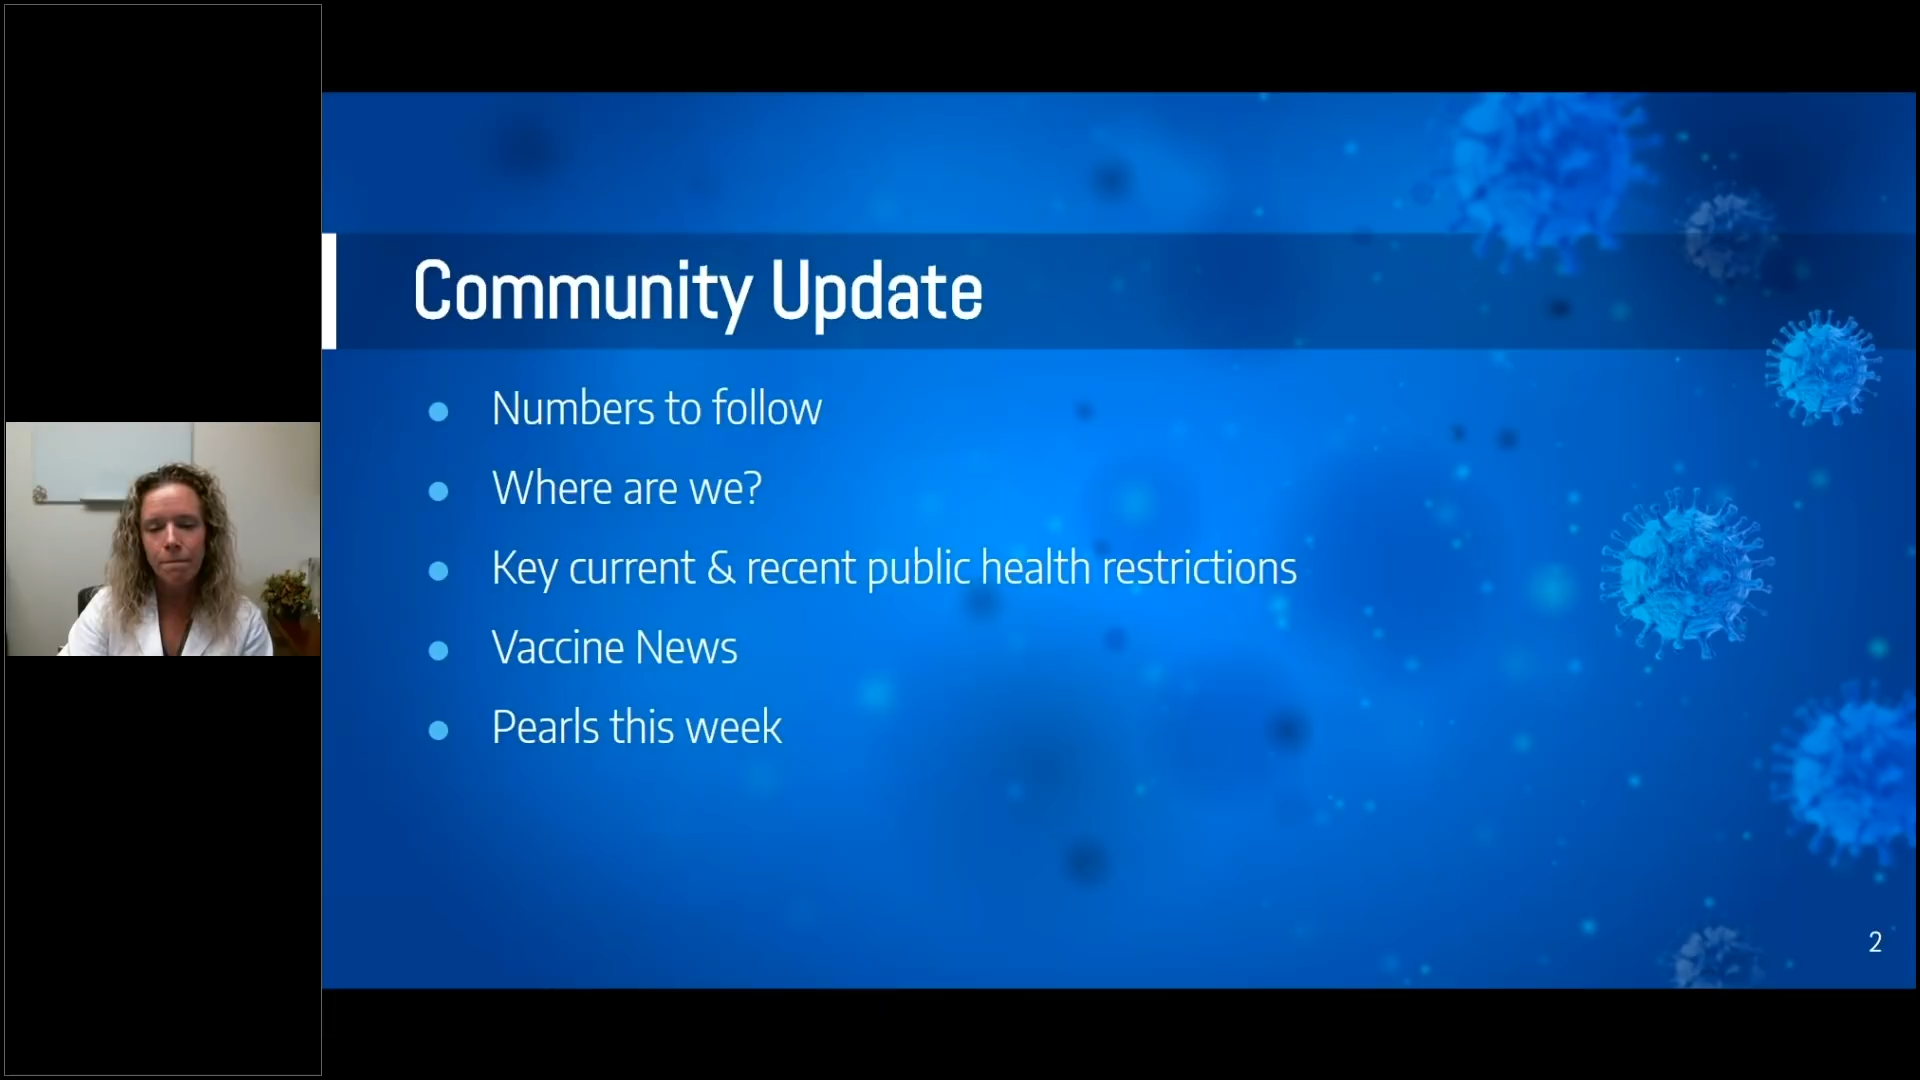 Community Update
Numbers to follow
Where are we?
Key current & recent public health restrictions
Vaccine News
Pearls this week
2